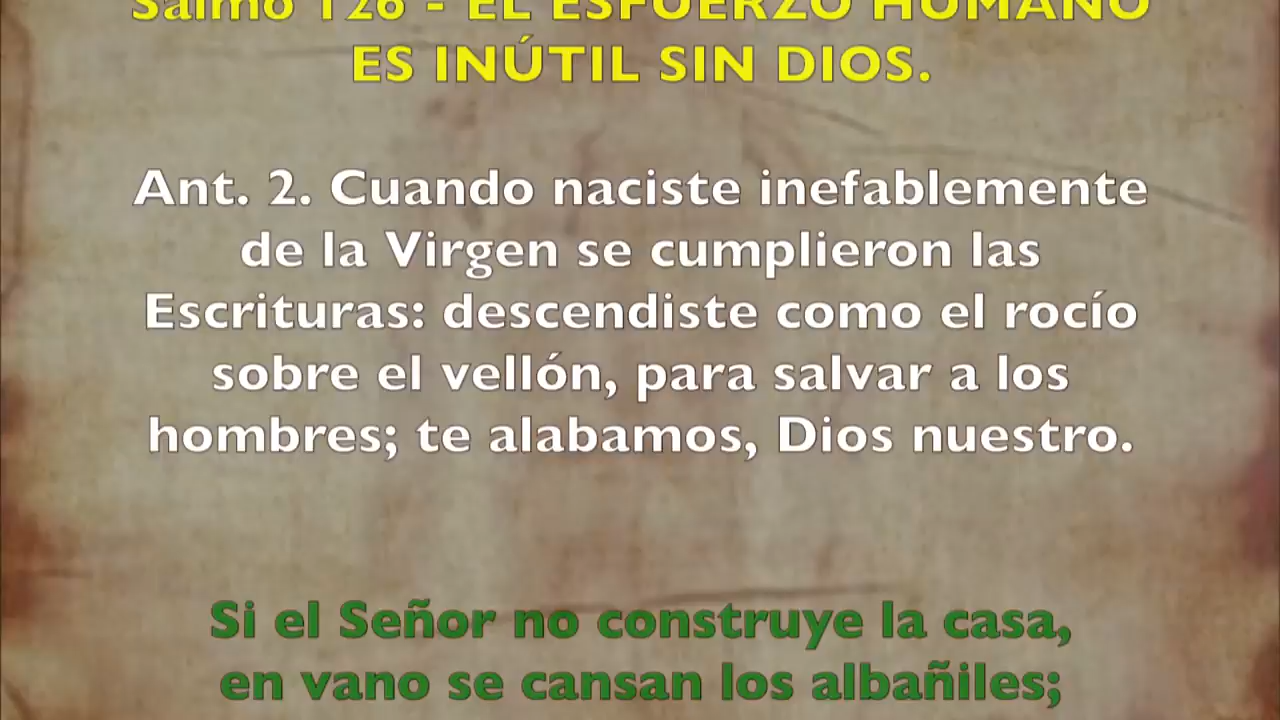 Salmo 126 - EL ESFUERZO HUMANO
ES INÚTIL SIN DIOS.
Ant. 2. Cuando naciste inefablemente
de la Virgen se cumplieron las
Escrituras: descendiste como el rocío
sobre el vellón, para salvar a los
hombres; te alabamos, Dios nuestro.
Si el Señor no construye la casa,
en vano se cansan los albañiles;